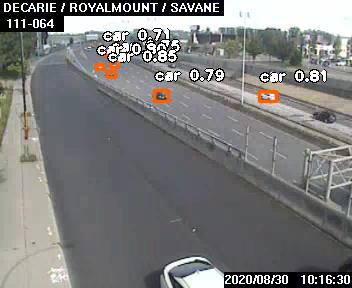 DECARIE / ROYALMOUNT / SAVANE
111-064
car 0.71
car 0.85
car 0.79
car 0.81
2020/08/30 10:16:30